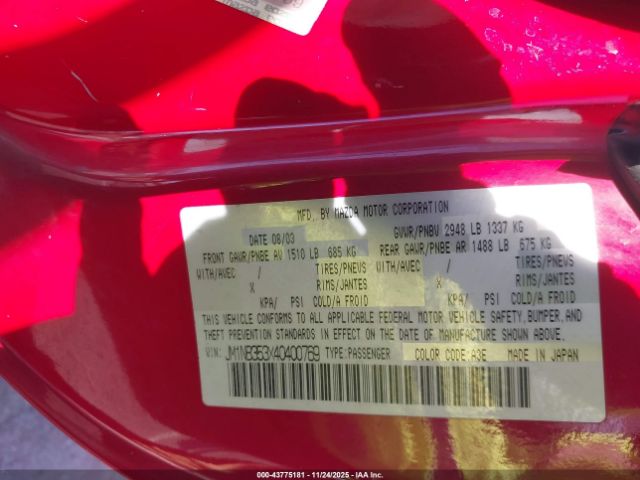 MFD. BY MAZDA MOTOR CORPORATION
DATE 08/03 GVWR/PNBV 2948 LB 1337 KG
FRONT GAWR/PNBE AV 1510 LB 685 KG REAR GAWR/PNBE AR 1488 LB 675 KG
WITH/AVEC / TIRES/PNEVS WITH/AVEC / TIRES/PNEVS
X RIMS/JANTES X RIMS/JANTES
KPA/ PSI COLD/A FROID KPA/ PSI COLD/A FROID
THIS VEHICLE CONFORMS TO ALL APPLICABLE FEDERAL MOTOR VEHICLE SAFETY, BUMPER, AND
THEFT PREVENTION STANDARDS IN EFFECT ON THE DATE OF MANUFACTURE SHOWN ABOVE.
VIN: JM1NB353X40400769 TYPE:PASSENGER COLOR CODE:A3E MADE IN JAPAN
000-43775181 - 11/24/2025 - IAA Inc.